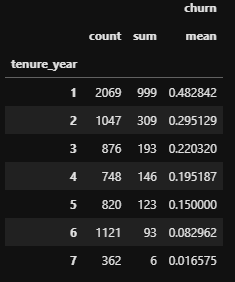 churn
count sum mean
tenure_year
1 2069 999 0.482842
2 1047 309 0.295129
3 876 193 0.220320
4 748 146 0.195187
5 820 123 0.150000
6 1121 93 0.082962
7 362 6 0.016575